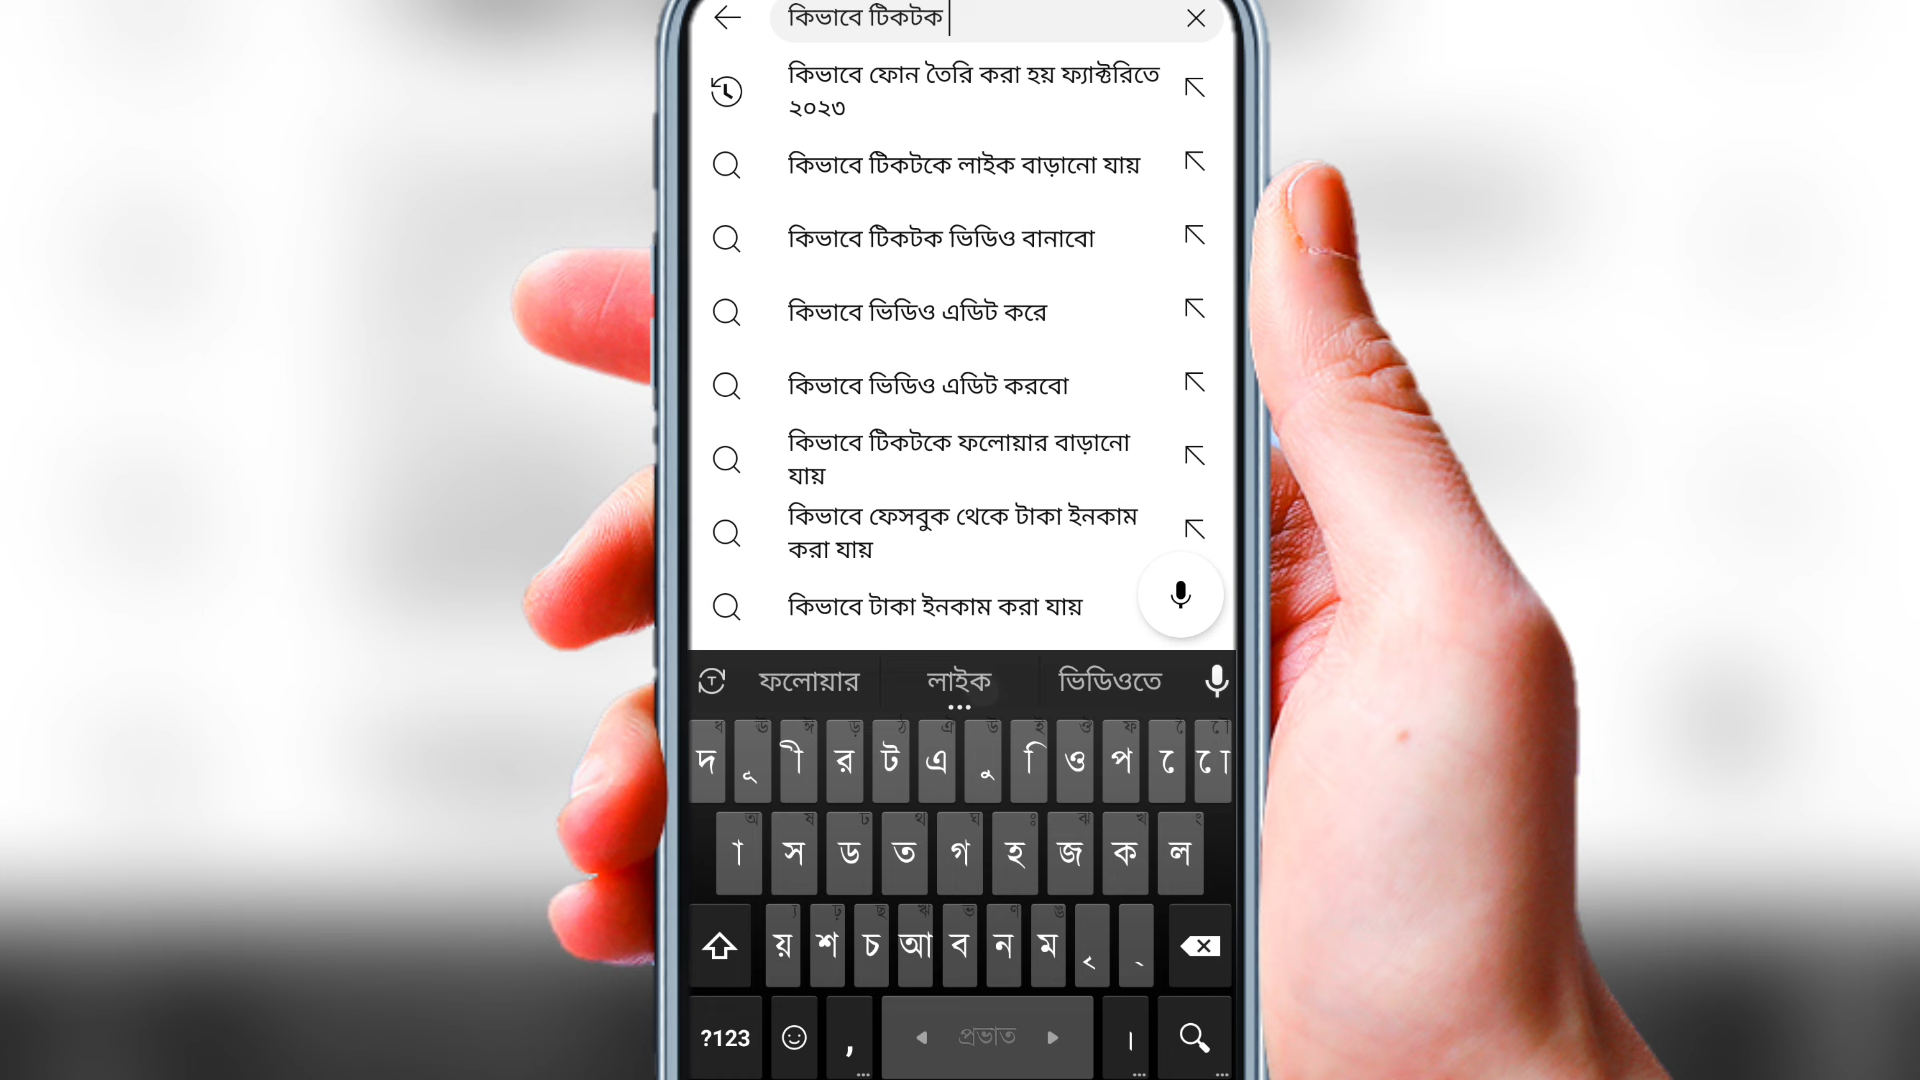 কিভাবে টিকটক
কিভাবে ফোন তৈরি করা হয় ফ্যাক্টরিতে
২০২৩
কিভাবে টিকটকে লাইক বাড়ানো যায়
কিভাবে টিকটক ভিডিও বানাবো
কিভাবে ভিডিও এডিট করে
কিভাবে ভিডিও এডিট করবো
কিভাবে টিকটকে ফলোয়ার বাড়ানো
যায়
কিভাবে ফেসবুক থেকে টাকা ইনকাম
করা যায়
কিভাবে টাকা ইনকাম করা যায়
ফলোয়ার লাইক ভিডিওতে
দ ূ ী র ট এ ু ি ও প ে ো
া স ড ত গ হ জ ক ল
য় শ চ আ ব ন ম ৃ ্
?123 , প্রভাত ।